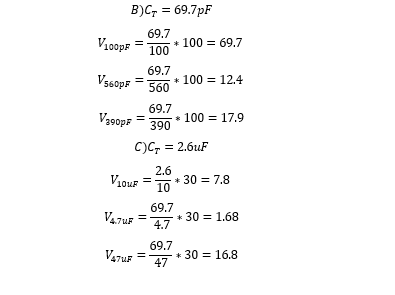 B)C_T = 69.7pF
V_100pF = 69.7/100 * 100 = 69.7
V_560pF = 69.7/560 * 100 = 12.4
V_390pF = 69.7/390 * 100 = 17.9
C)C_T = 2.6uF
V_10uF = 2.6/10 * 30 = 7.8
V_4.7uF = 69.7/4.7 * 30 = 1.68
V_47uF = 69.7/47 * 30 = 16.8